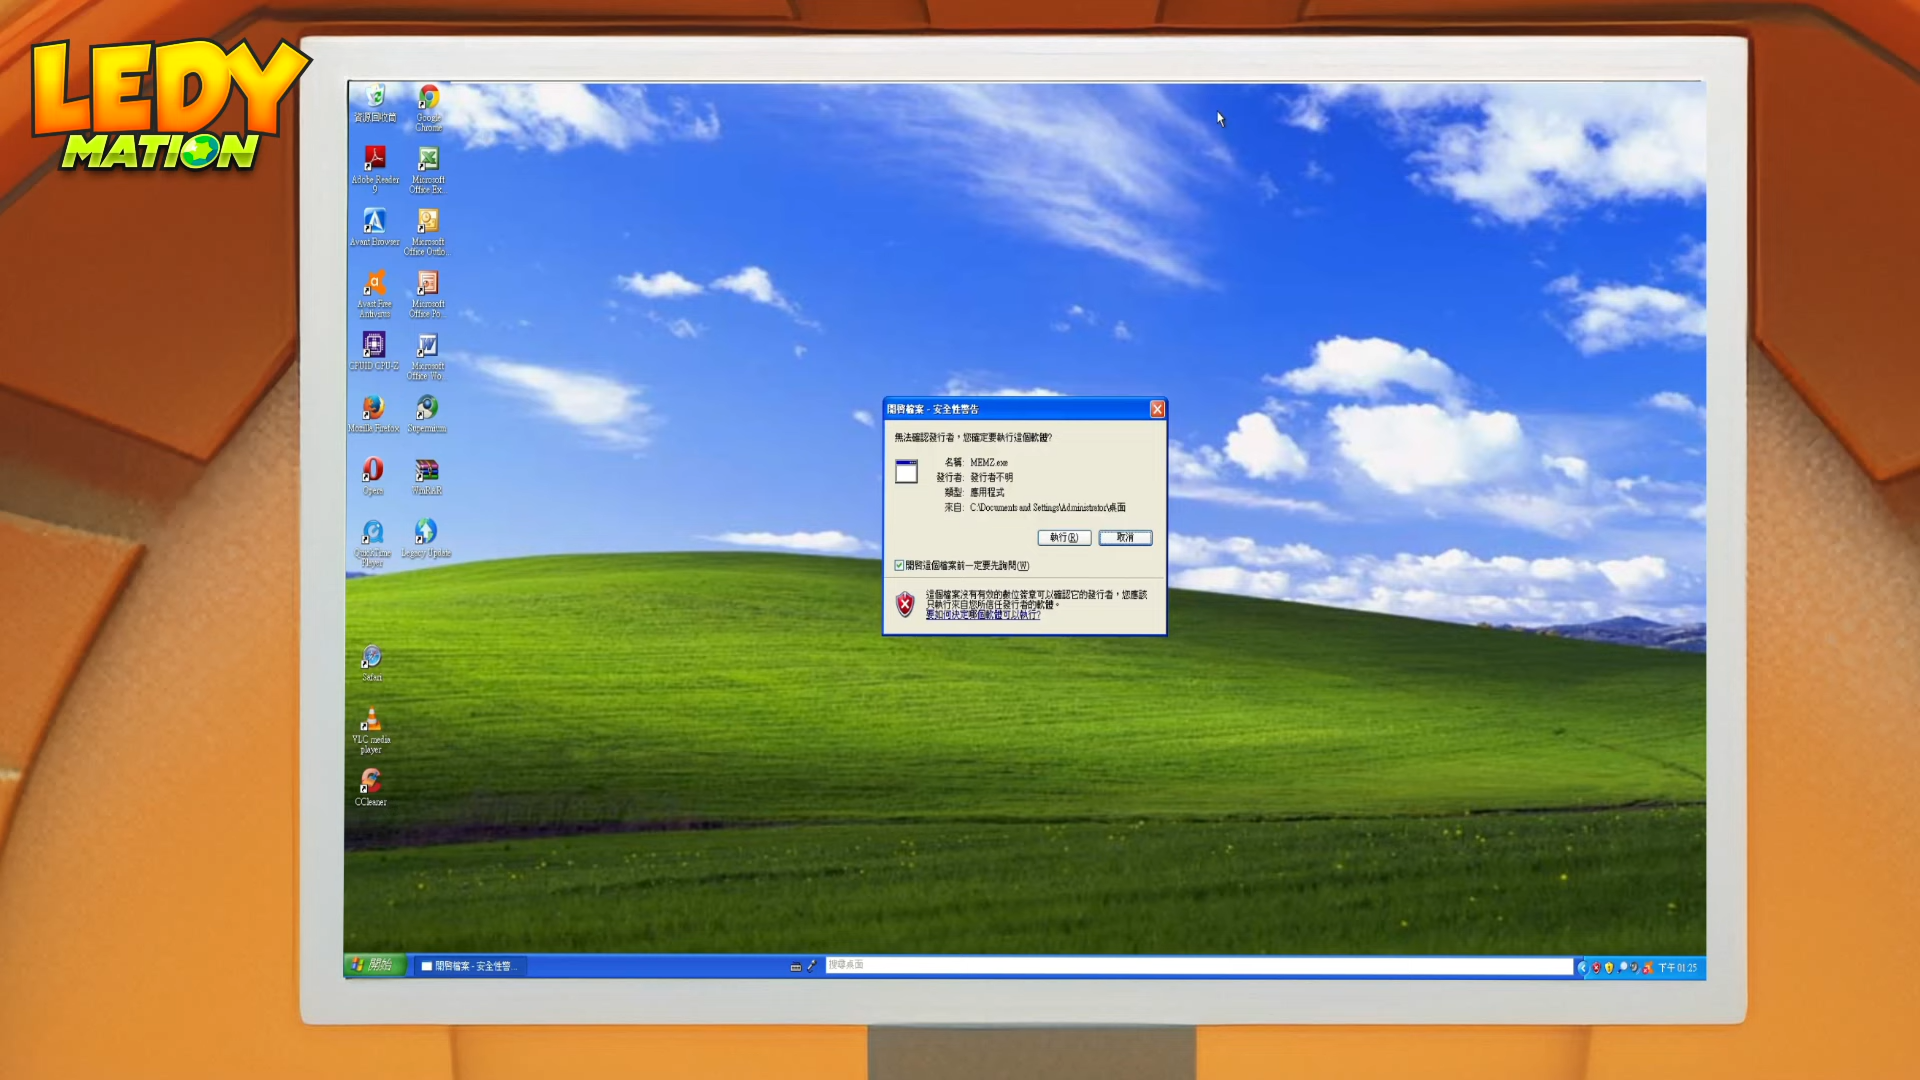 LEDY
MATION
資源回收筒
Google
Chrome
Adobe Reader
9
Microsoft
Office Ex...
Avant Browser
Microsoft
Office Outlo...
Avast Free
Antivirus
Microsoft
Office Po...
CPUID CPU-Z
Microsoft
Office Wo...
Mozilla Firefox
Supermium
Opera
WinRAR
QuickTime
Player
Legacy Update
Safari
VLC media
player
CCleaner
開啓檔案 - 安全性警告
無法確認發行者，您確定要執行這個軟體?
名稱: MEMZ.exe
發行者: 發行者不明
類型: 應用程式
來自: C:\Documents and Settings\Administrator\桌面
執行(R)
取消
開啓這個檔案前一定要先詢問(W)
這個檔案沒有有效的數位簽章可以確認它的發行者，您應該
只執行來自您所信任發行者的軟體。
要如何決定哪個軟體可以執行?
開始
開啓檔案 - 安全性警...
搜尋桌面
下午 01:25